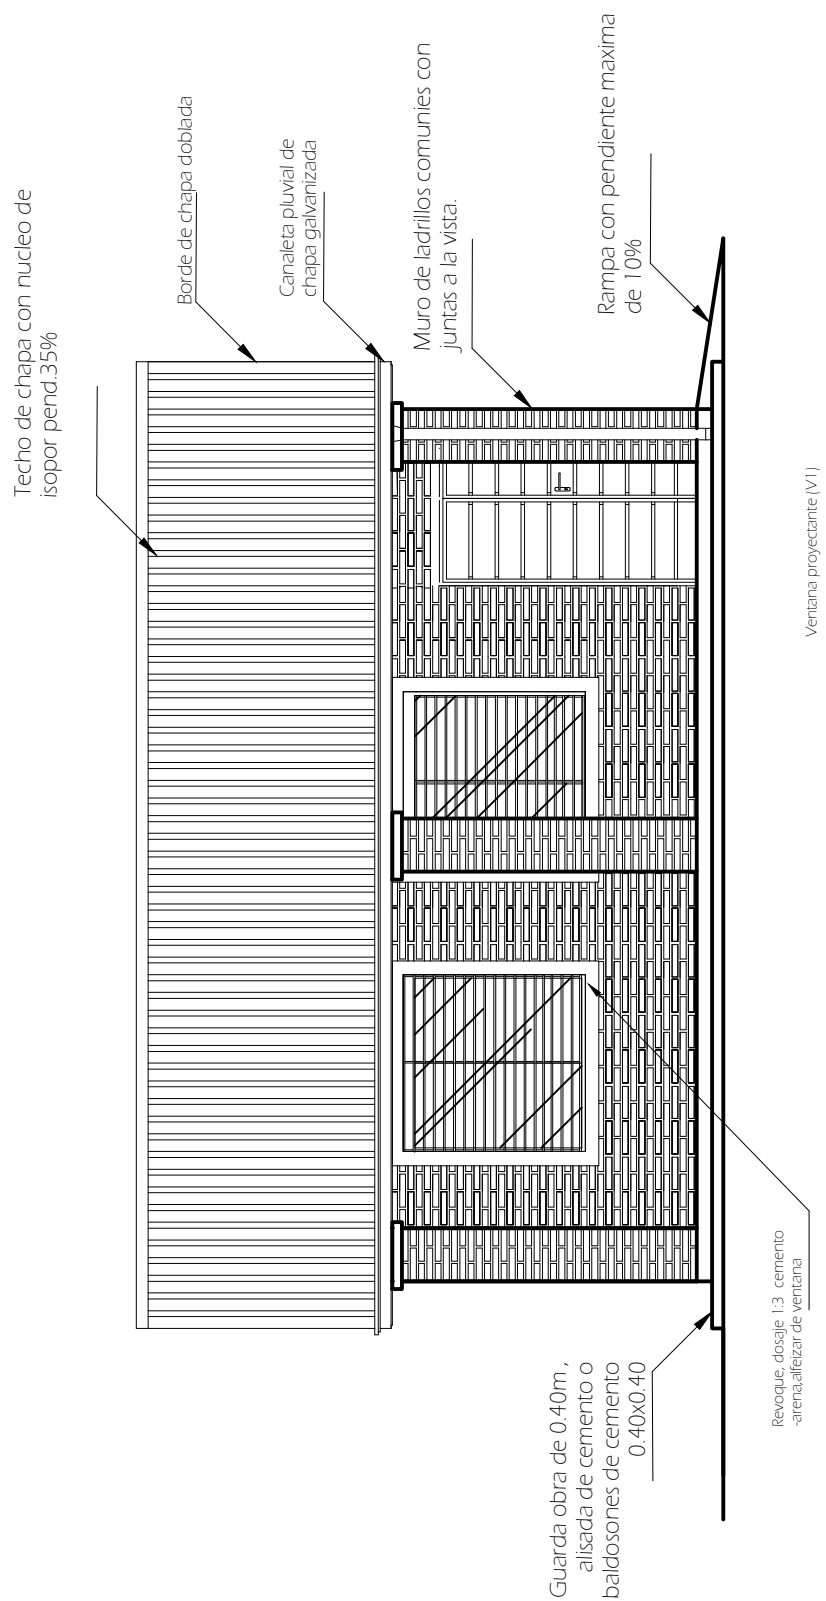 Techo de chapa con nucleo de
isopor pend.35%
Borde de chapa doblada
Canaleta pluvial de
chapa galvanizada
Muro de ladrillos comunies con
juntas a la vista.
Rampa con pendiente maxima
de 10%
Ventana proyectante (V1)
Guarda obra de 0.40m ,
alisada de cemento o
baldosones de cemento
0.40x0.40
Revoque, dosaje 1:3 cemento
-arena,alfeizar de ventana